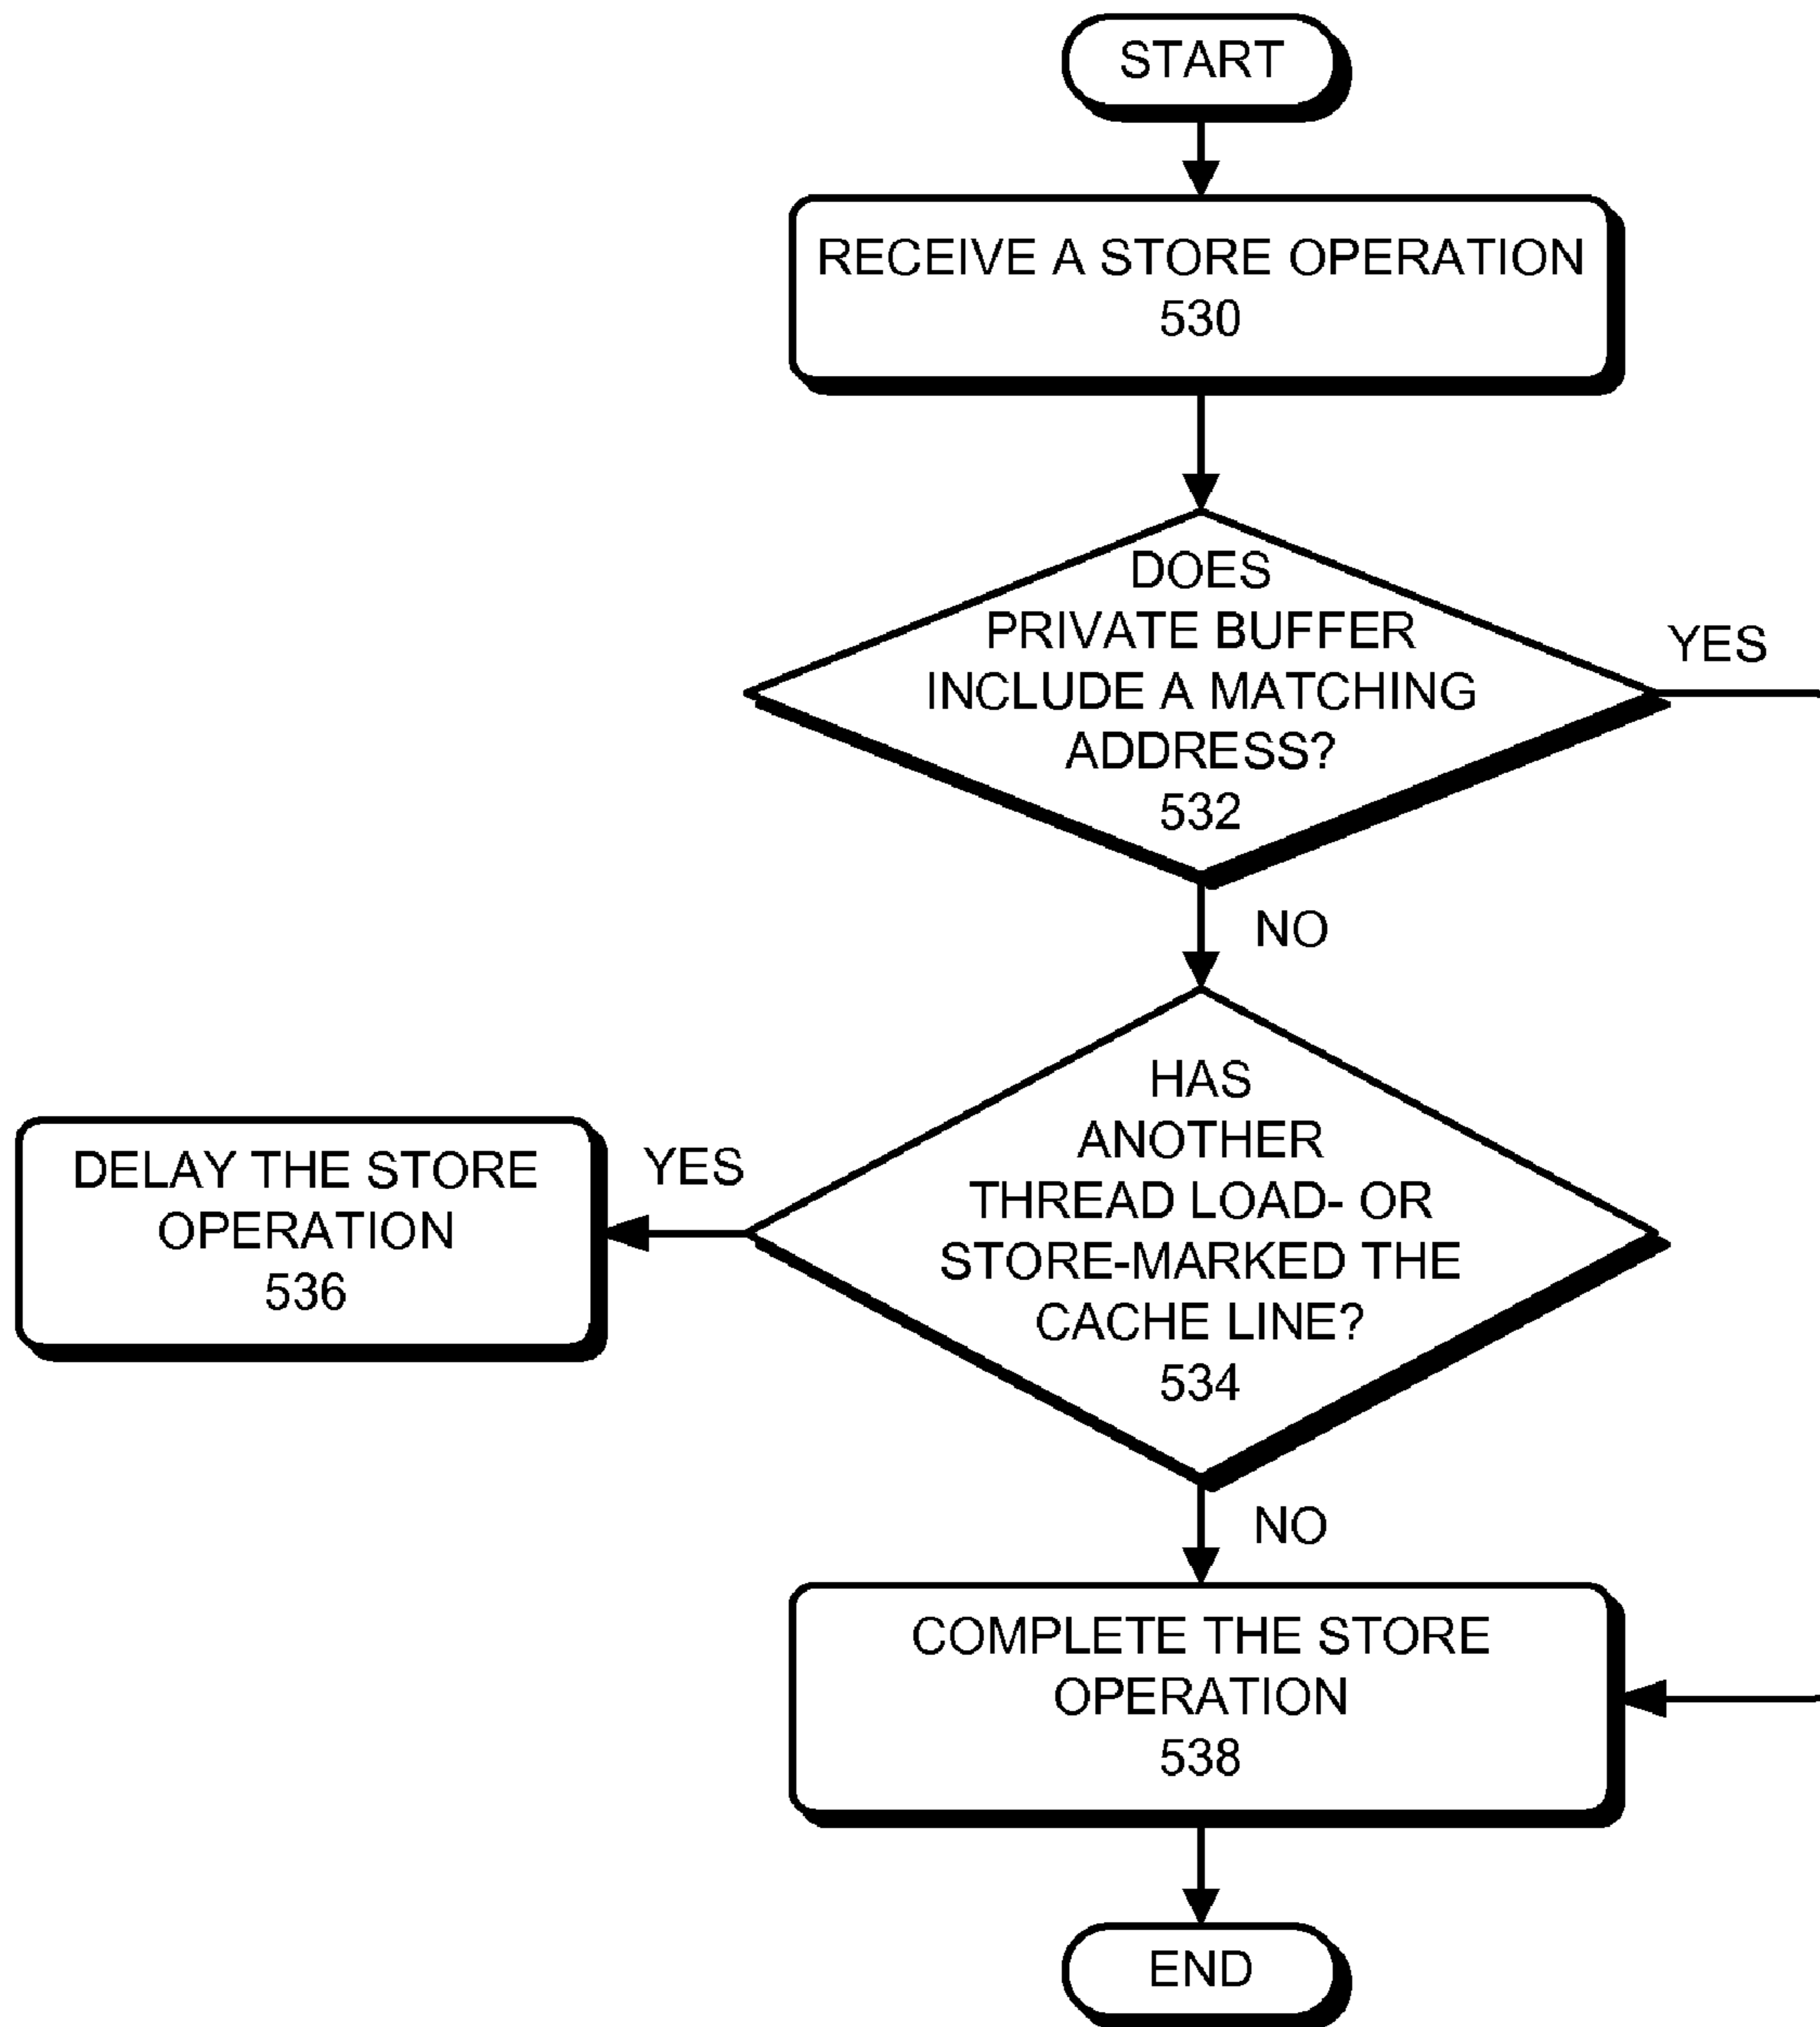 START
RECEIVE A STORE OPERATION
530
DOES
PRIVATE BUFFER
INCLUDE A MATCHING
ADDRESS?
532
YES
NO
HAS
ANOTHER
THREAD LOAD- OR
STORE-MARKED THE
CACHE LINE?
534
YES
DELAY THE STORE
OPERATION
536
NO
COMPLETE THE STORE
OPERATION
538
END